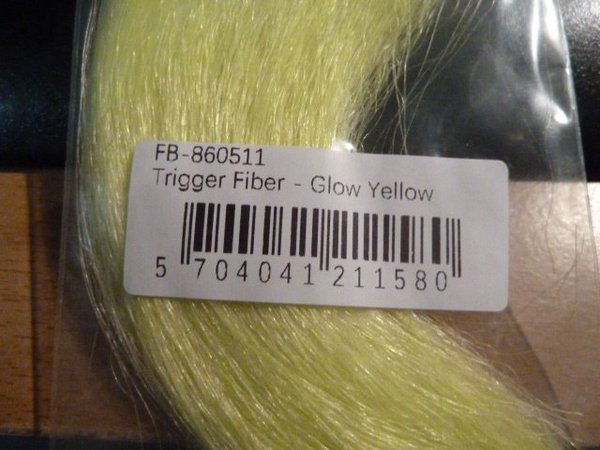 FB-860511
Trigger Fiber - Glow Yellow
5 704041 211580